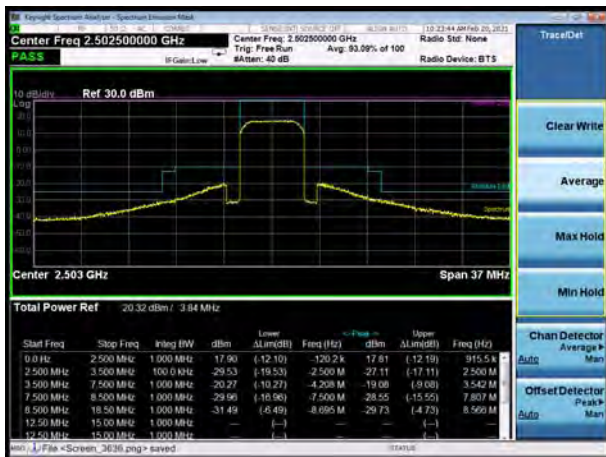 Keysight Spectrum Analyzer - Spectrum Emission Mask
Center Freq 2.502500000 GHz
PASS
IFGain:Low
Center Freq: 2.502500000 GHz
Trig: Free Run Avg: 93.09% of 100
#Atten: 40 dB
10:23:44 AM Feb 20, 2021
Radio Std: None
Radio Device: BTS
Trace/Det
10 dB/div Ref 30.0 dBm
Log
Clear Write
Average
Max Hold
Min Hold
Center 2.503 GHz Span 37 MHz
Total Power Ref 20.32 dBm / 3.84 MHz
Lower <-Peak-> Upper
Start Freq Stop Freq Integ BW dBm ΔLim(dB) Freq (Hz) dBm ΔLim(dB) Freq (Hz)
0.0 Hz 2.500 MHz 1.000 MHz 17.90 (-12.10) -120.2 k 17.81 (-12.19) 915.5 k
2.500 MHz 3.500 MHz 100.0 kHz -29.53 (-19.53) -2.500 M -27.11 (-17.11) 2.500 M
3.500 MHz 7.500 MHz 1.000 MHz -20.27 (-10.27) -4.208 M -19.08 (-9.08) 3.542 M
7.500 MHz 8.500 MHz 1.000 MHz -29.96 (-16.96) -7.500 M -28.55 (-15.55) 7.807 M
8.500 MHz 18.50 MHz 1.000 MHz -31.49 (-6.49) -8.695 M -29.73 (-4.73) 8.566 M
12.50 MHz 15.00 MHz 1.000 MHz --- (---) --- (---)
12.50 MHz 15.00 MHz 1.000 MHz --- (---) --- (---)
Chan Detector
Average
Auto Man
Offset Detector
Peak
Auto Man
MSG File <Screen_3636.png> saved STATUS